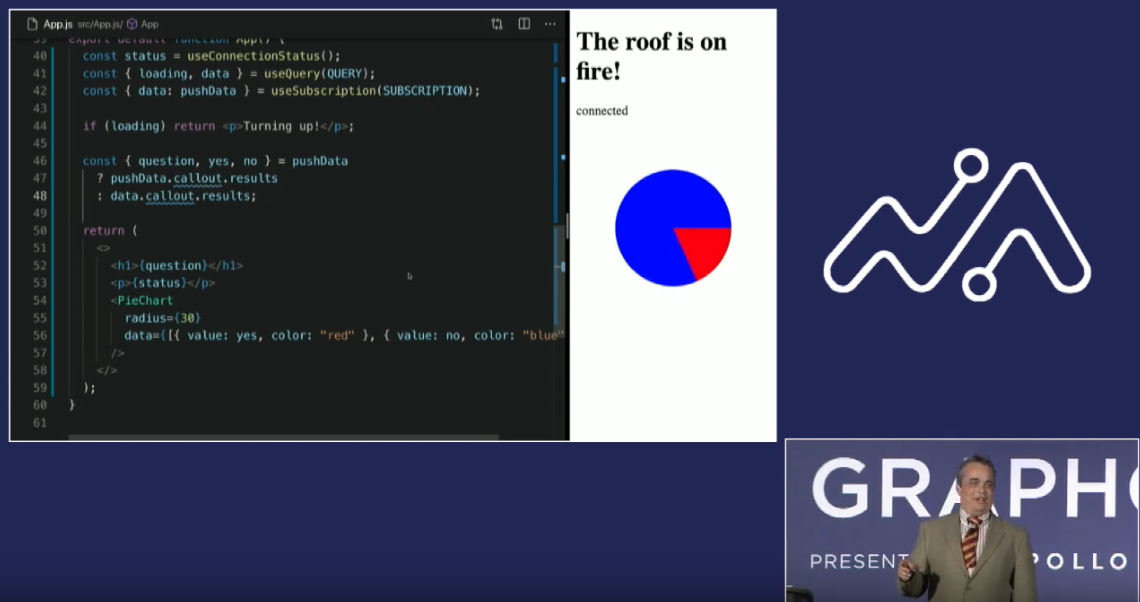 App.js src/App.js/ App
39 export default function App() {
40 const status = useConnectionStatus();
41 const { loading, data } = useQuery(QUERY);
42 const { data: pushData } = useSubscription(SUBSCRIPTION);
43
44 if (loading) return <p>Turning up!</p>;
45
46 const { question, yes, no } = pushData
47 ? pushData.callout.results
48 : data.callout.results;
49
50 return (
51 <>
52 <h1>{question}</h1>
53 <p>{status}</p>
54 <PieChart
55 radius={30}
56 data={[{ value: yes, color: "red" }, { value: no, color: "blue"
57 />
58 </>
59 );
60 }
61
The roof is on
fire!
connected
GRAPH
PRESENT POLLO